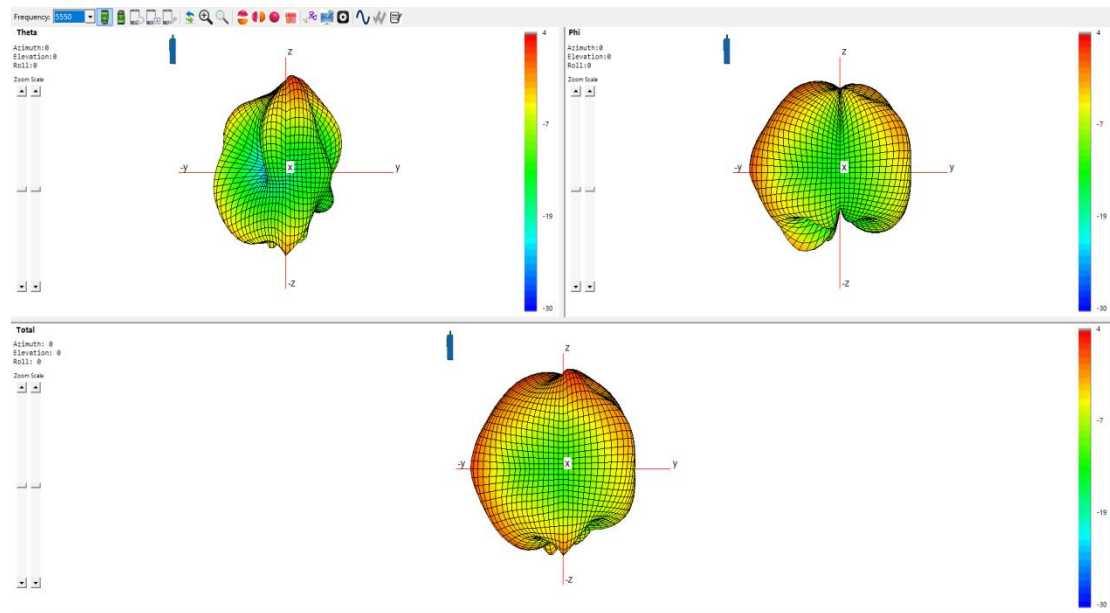 Frequency: 5550
Theta
Azimuth:0
Elevation:0
Roll:0
Zoom Scale
z
-y
x
y
-z
4
-7
-19
-30
Phi
Azimuth:0
Elevation:0
Roll:0
Zoom Scale
z
-y
x
y
-z
4
-7
-19
-30
Total
Azimuth: 0
Elevation: 0
Roll: 0
Zoom Scale
z
-y
x
y
-z
4
-7
-19
-30